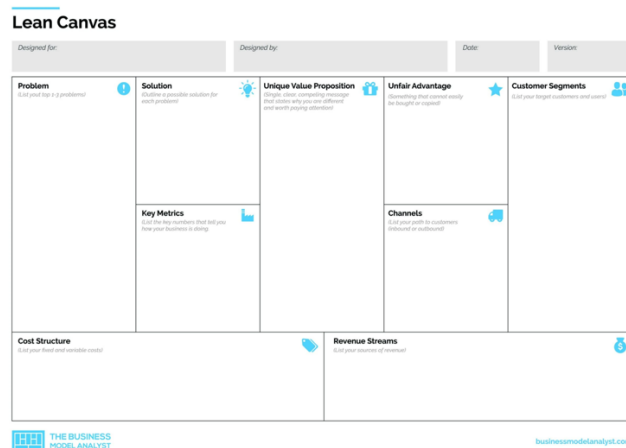 Lean Canvas
Designed for:
Designed by:
Date:
Version:
Problem
(List your top 1-3 problems)
Solution
(Outline a possible solution for
each problem)
Key Metrics
(List the key numbers that tell you
how your business is doing.
Unique Value Proposition
(Single, clear, competing message
that states why you are different
and worth paying attention)
Unfair Advantage
(Something that cannot easily
be bought or copied)
Channels
(List your path to customers
(inbound or outbound)
Customer Segments
(List your target customers and users)
Cost Structure
(List your fixed and variable costs)
Revenue Streams
(List your sources of revenue)
THE BUSINESS
MODEL ANALYST
businessmodelanalyst.co